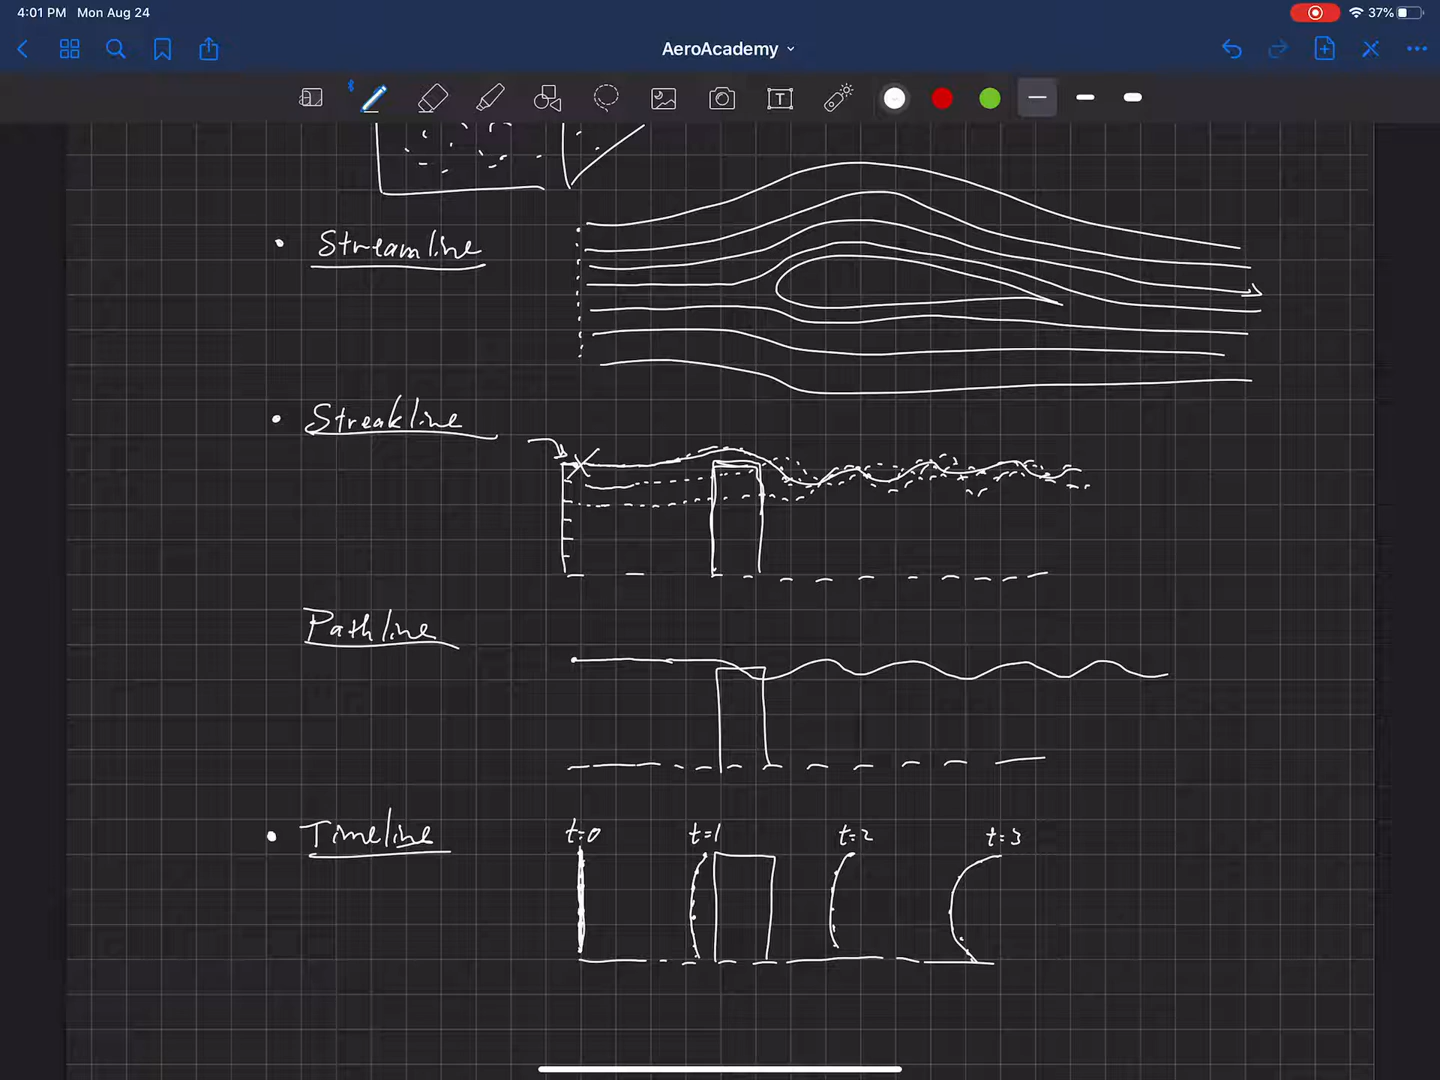 4:01 PM Mon Aug 24
37%
AeroAcademy
T
• Streamline
• Streakline
Pathline
• Timeline
t=0 t=1 t=2 t=3